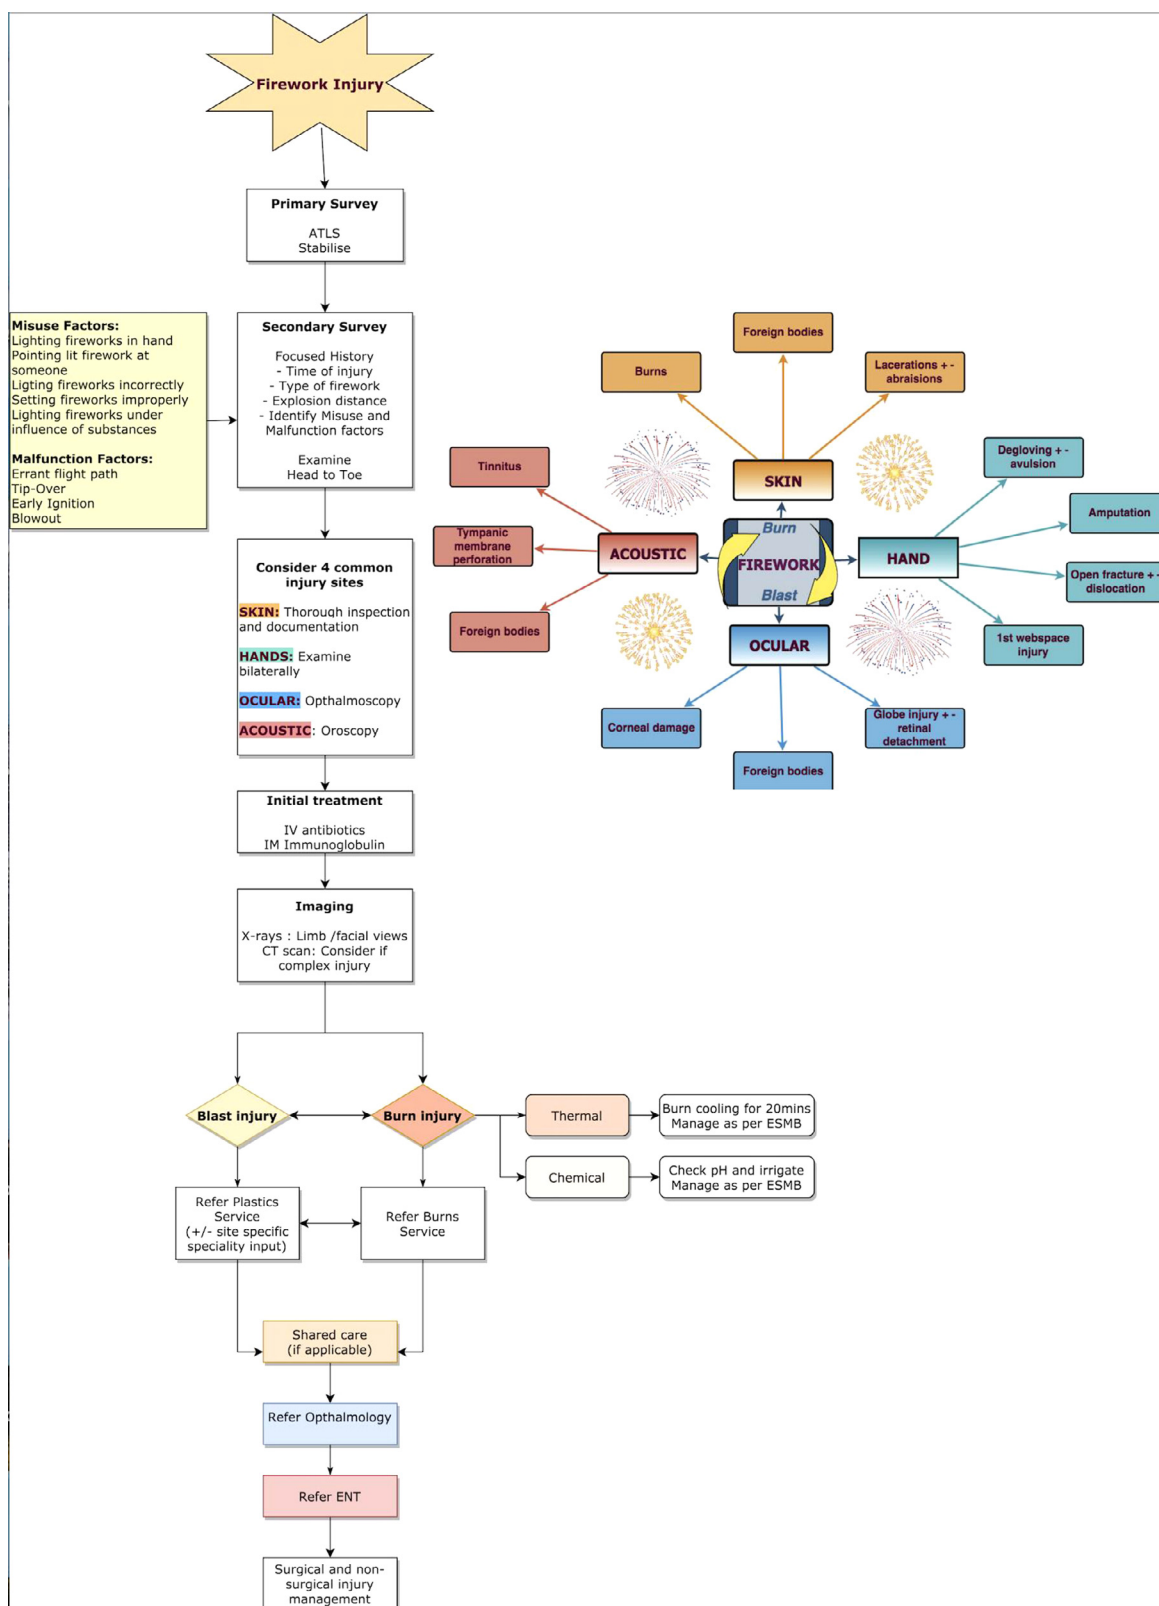 Firework Injury
Primary Survey
ATLS
Stabilise
Misuse Factors:
Lighting fireworks in hand
Pointing lit firework at
someone
Ligting fireworks incorrectly
Setting fireworks improperly
Lighting fireworks under
influence of substances
Malfunction Factors:
Errant flight path
Tip-Over
Early Ignition
Blowout
Secondary Survey
Focused History
- Time of injury
- Type of firework
- Explosion distance
- Identify Misuse and
Malfunction factors
Examine
Head to Toe
Consider 4 common
injury sites
SKIN: Thorough inspection
and documentation
HANDS: Examine
bilaterally
OCULAR: Opthalmoscopy
ACOUSTIC: Oroscopy
Initial treatment
IV antibiotics
IM Immunoglobulin
Imaging
X-rays : Limb /facial views
CT scan: Consider if
complex injury
Blast injury
Burn injury
Thermal
Burn cooling for 20mins
Manage as per ESMB
Chemical
Check pH and irrigate
Manage as per ESMB
Refer Plastics
Service
(+/- site specific
speciality input)
Refer Burns
Service
Shared care
(if applicable)
Refer Opthalmology
Refer ENT
Surgical and non-
surgical injury
management
Foreign bodies
Burns
Lacerations + -
abraisions
SKIN
Tinnitus
Tympanic
membrane
perforation
Foreign bodies
ACOUSTIC
Burn
FIREWORK
Blast
HAND
Degloving + -
avulsion
Amputation
Open fracture + -
dislocation
1st webspace
injury
OCULAR
Corneal damage
Foreign bodies
Globe injury + -
retinal
detachment